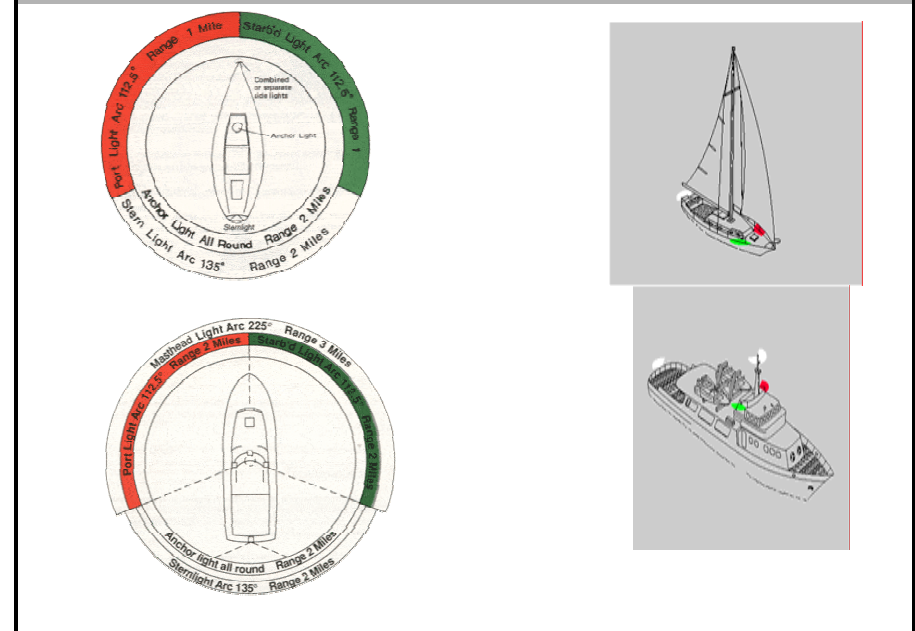 Port Light Arc 112.5° Range 1 Mile
Starb'd Light Arc 112.5° Range 1
Combined
or separate
side lights
Anchor Light
Sternlight
Anchor Light All Round Range 2 Miles
Stern Light Arc 135° Range 2 Miles
Masthead Light Arc 225° Range 3 Miles
Port Light Arc 112.5° Range 2 Miles
Starb'd Light Arc 112.5 Range 2 Miles
Anchor light all round Range 2 Miles
Sternlight Arc 135° Range 2 Miles